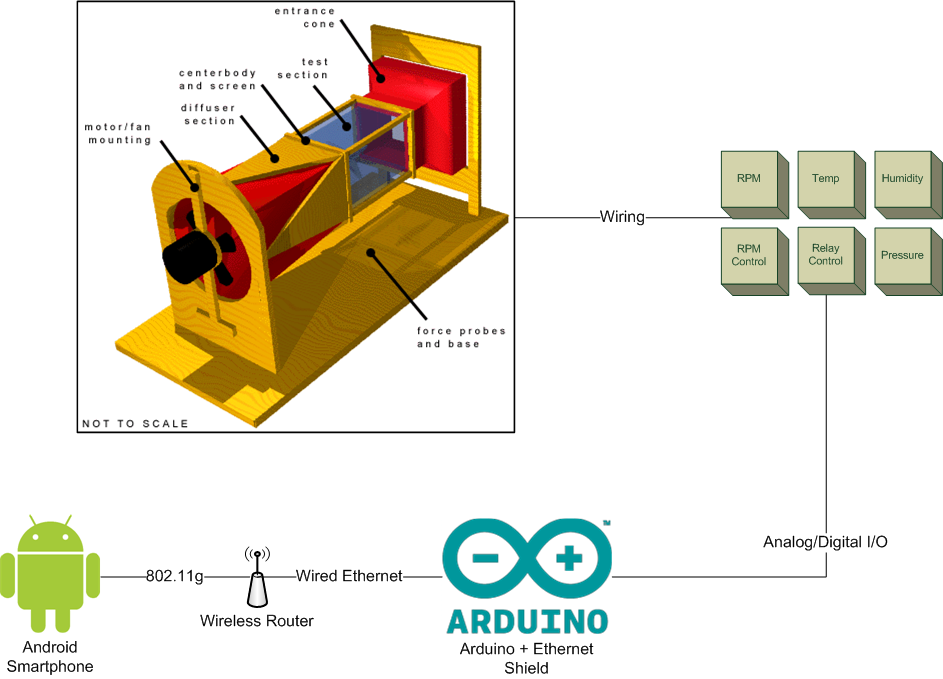 entrance
cone
test
section
centerbody
and screen
diffuser
section
motor/fan
mounting
force probes
and base
NOT TO SCALE
Wiring
RPM
Temp
Humidity
RPM
Control
Relay
Control
Pressure
Analog/Digital I/O
802.11g
Wired Ethernet
Wireless Router
Android
Smartphone
TM
ARDUINO
Arduino + Ethernet
Shield